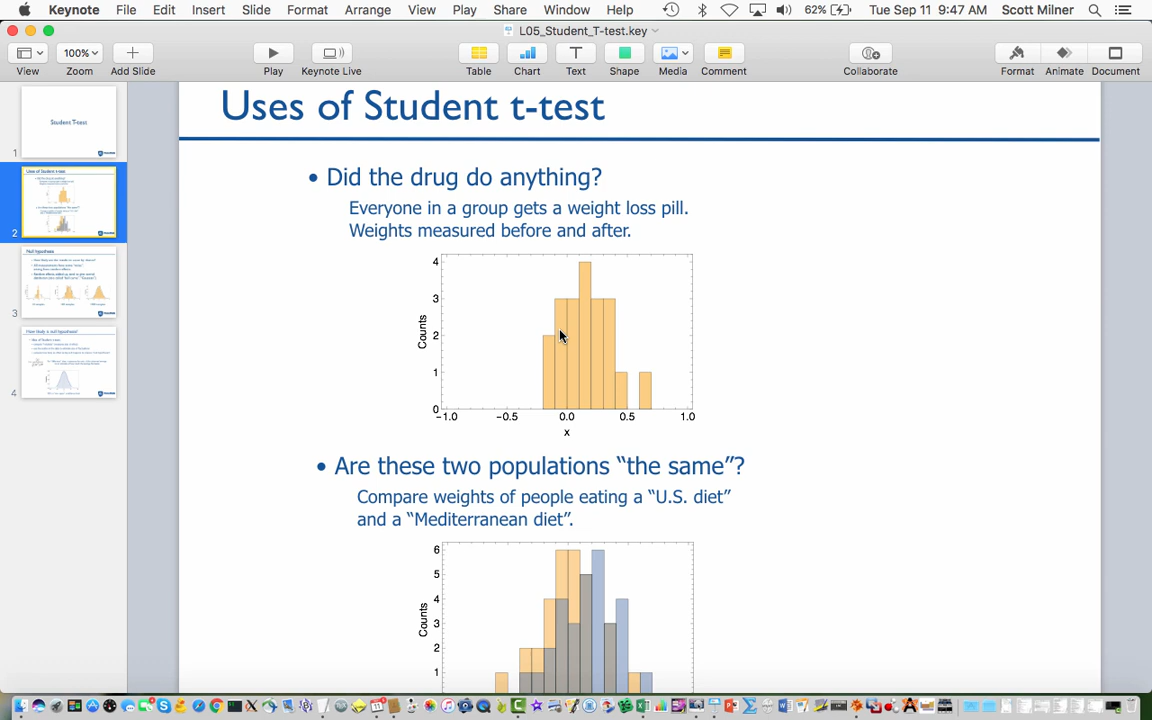 Keynote File Edit Insert Slide Format Arrange View Play Share Window Help 62% Tue Sep 11 9:47 AM Scott Milner
L05_Student_T-test.key
100%
View Zoom Add Slide Play Keynote Live Table Chart Text Shape Media Comment Collaborate Format Animate Document
Student T-test
1
2
3
4
Uses of Student t-test
• Did the drug do anything?
Everyone in a group gets a weight loss pill.
Weights measured before and after.
4
3
2
1
0
Counts
-1.0 -0.5 0.0 0.5 1.0
x
• Are these two populations “the same”?
Compare weights of people eating a “U.S. diet”
and a “Mediterranean diet”.
6
5
4
3
2
1
Counts